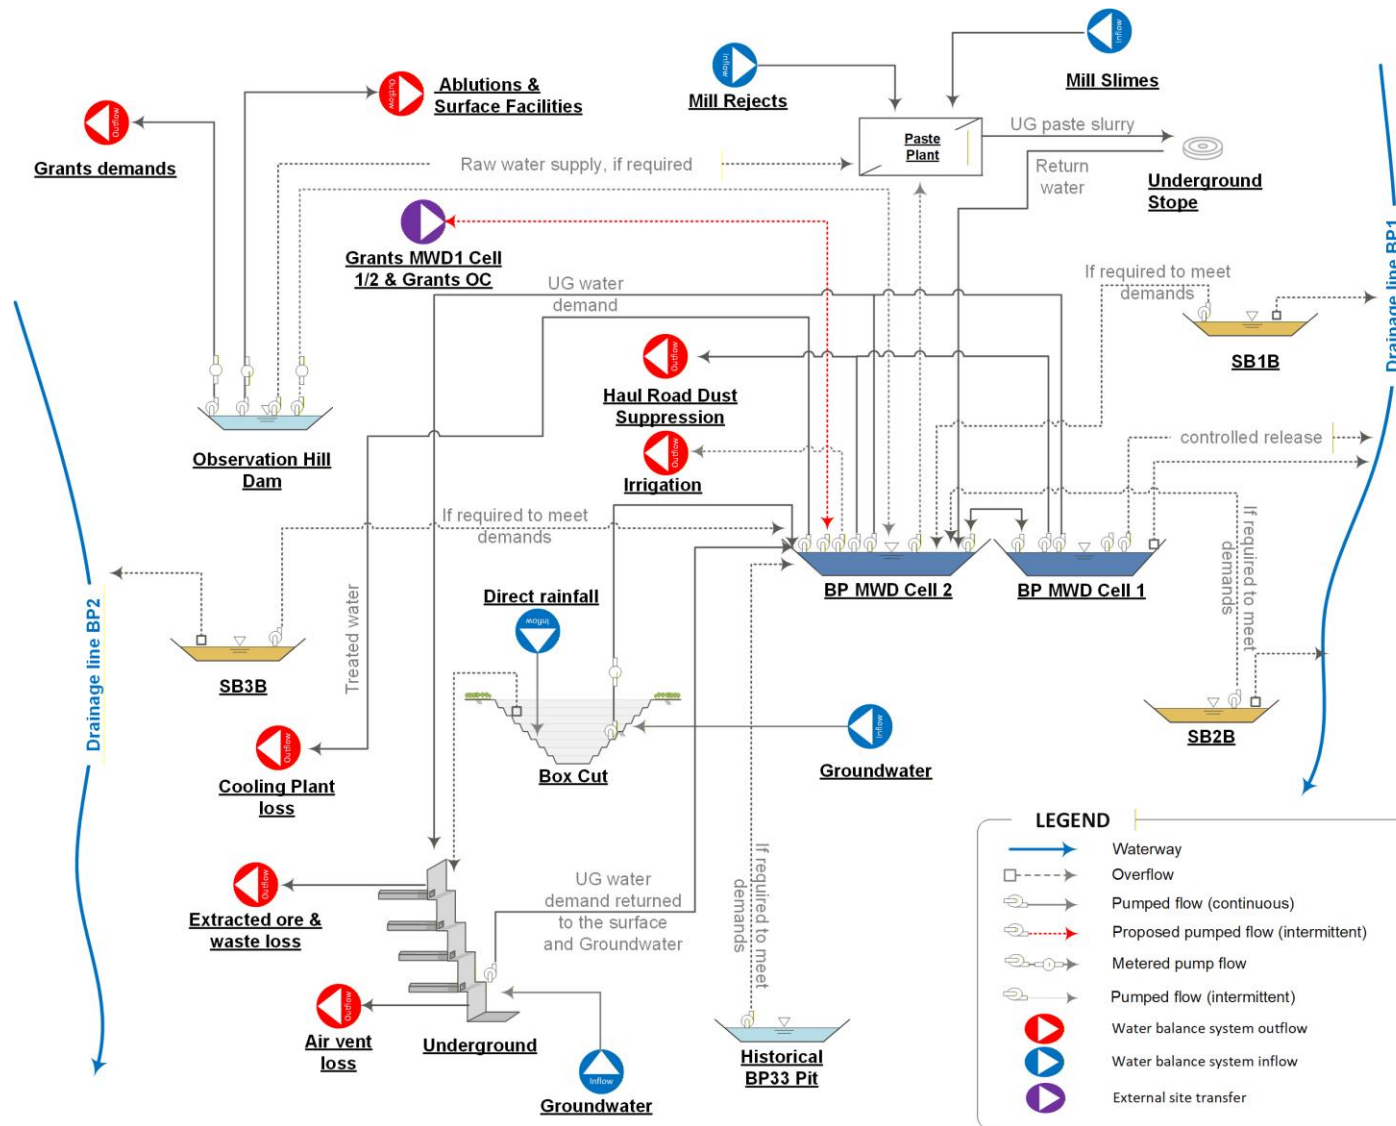 Inflow
Mill Slimes
Inflow
Mill Rejects
Outflow
Ablutions &
Surface Facilities
Outflow
Grants demands
Paste
Plant
UG paste slurry
Return
water
Underground
Stope
Raw water supply, if required
Grants MWD1 Cell
1/2 & Grants OC
UG water
demand
If required to meet
demands
SB1B
Drainage line BP1
Outflow
Haul Road Dust
Suppression
Outflow
Irrigation
controlled release
Observation Hill
Dam
If required to meet
demands
BP MWD Cell 2
BP MWD Cell 1
If required to meet
demands
SB2B
Drainage line BP2
SB3B
Treated water
Direct rainfall
Inflow
Box Cut
Inflow
Groundwater
Outflow
Cooling Plant
loss
Outflow
Extracted ore &
waste loss
UG water
demand returned
to the surface
and Groundwater
If required to meet
demands
Outflow
Air vent
loss
Underground
Inflow
Groundwater
Historical
BP33 Pit
LEGEND
Waterway
Overflow
Pumped flow (continuous)
Proposed pumped flow (intermittent)
Metered pump flow
Pumped flow (intermittent)
Water balance system outflow
Water balance system inflow
External site transfer